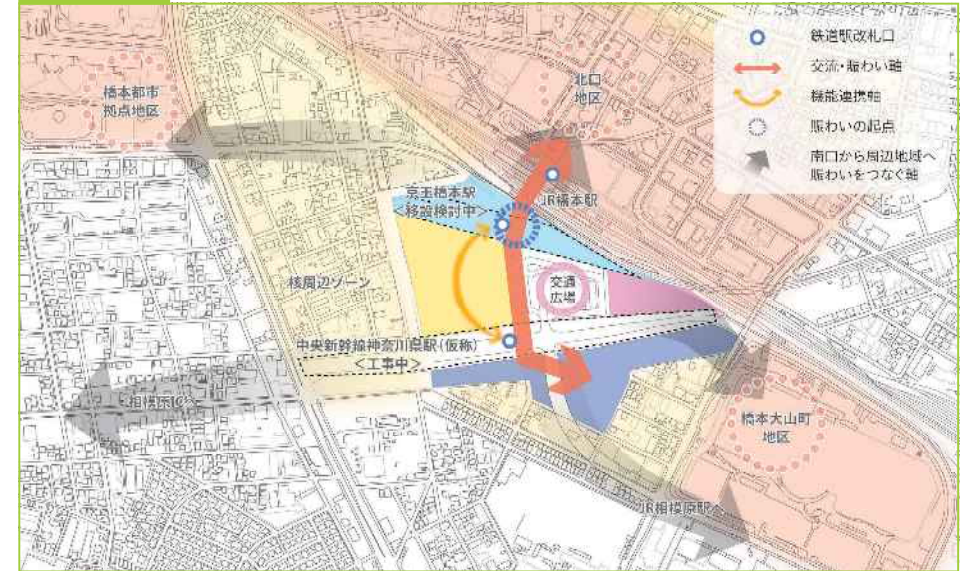 鉄道駅改札口
交流・賑わい軸
機能連携軸
賑わいの起点
南口から周辺地域へ
賑わいをつなぐ軸
橋本都市
拠点地区
北口
地区
京王橋本駅
<移設検討中>
JR橋本駅
核周辺ゾーン
交通
広場
中央新幹線神奈川県駅(仮称)
<工事中>
<相模原IC>
橋本大山町
地区
JR相模原駅へ